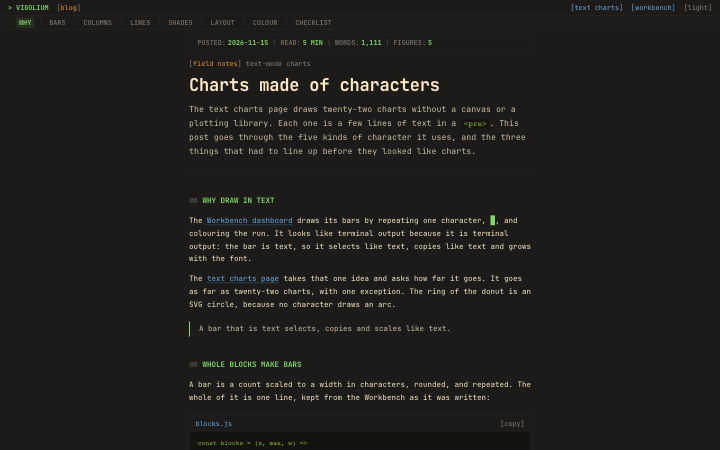 > VIGOLIUM [blog] [text charts] [workbench] [light]
WHY BARS COLUMNS LINES SHADES LAYOUT COLOUR CHECKLIST
POSTED: 2026-11-15 | READ: 5 MIN | WORDS: 1,111 | FIGURES: 5
[field notes] text-mode charts
Charts made of characters
The text charts page draws twenty-two charts without a canvas or a
plotting library. Each one is a few lines of text in a <pre>. This
post goes through the five kinds of character it uses, and the three
things that had to line up before they looked like charts.
## WHY DRAW IN TEXT
The Workbench dashboard draws its bars by repeating one character, █, and
colouring the run. It looks like terminal output because it is terminal
output: the bar is text, so it selects like text, copies like text and grows
with the font.
The text charts page takes that one idea and asks how far it goes. It goes
as far as twenty-two charts, with one exception. The ring of the donut is an
SVG circle, because no character draws an arc.
A bar that is text selects, copies and scales like text.
## WHOLE BLOCKS MAKE BARS
A bar is a count scaled to a width in characters, rounded, and repeated. The
whole of it is one line, kept from the Workbench as it was written:
blocks.js [copy]
const blocks = (n, max, w) =>